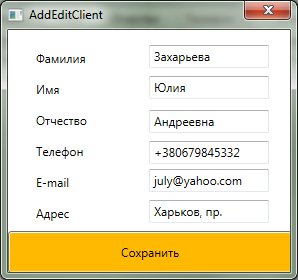 AddEditClient
Фамилия Захарьева
Имя Юлия
Отчество Андреевна
Телефон +380679845332
E-mail july@yahoo.com
Адрес Харьков, пр.
Сохранить